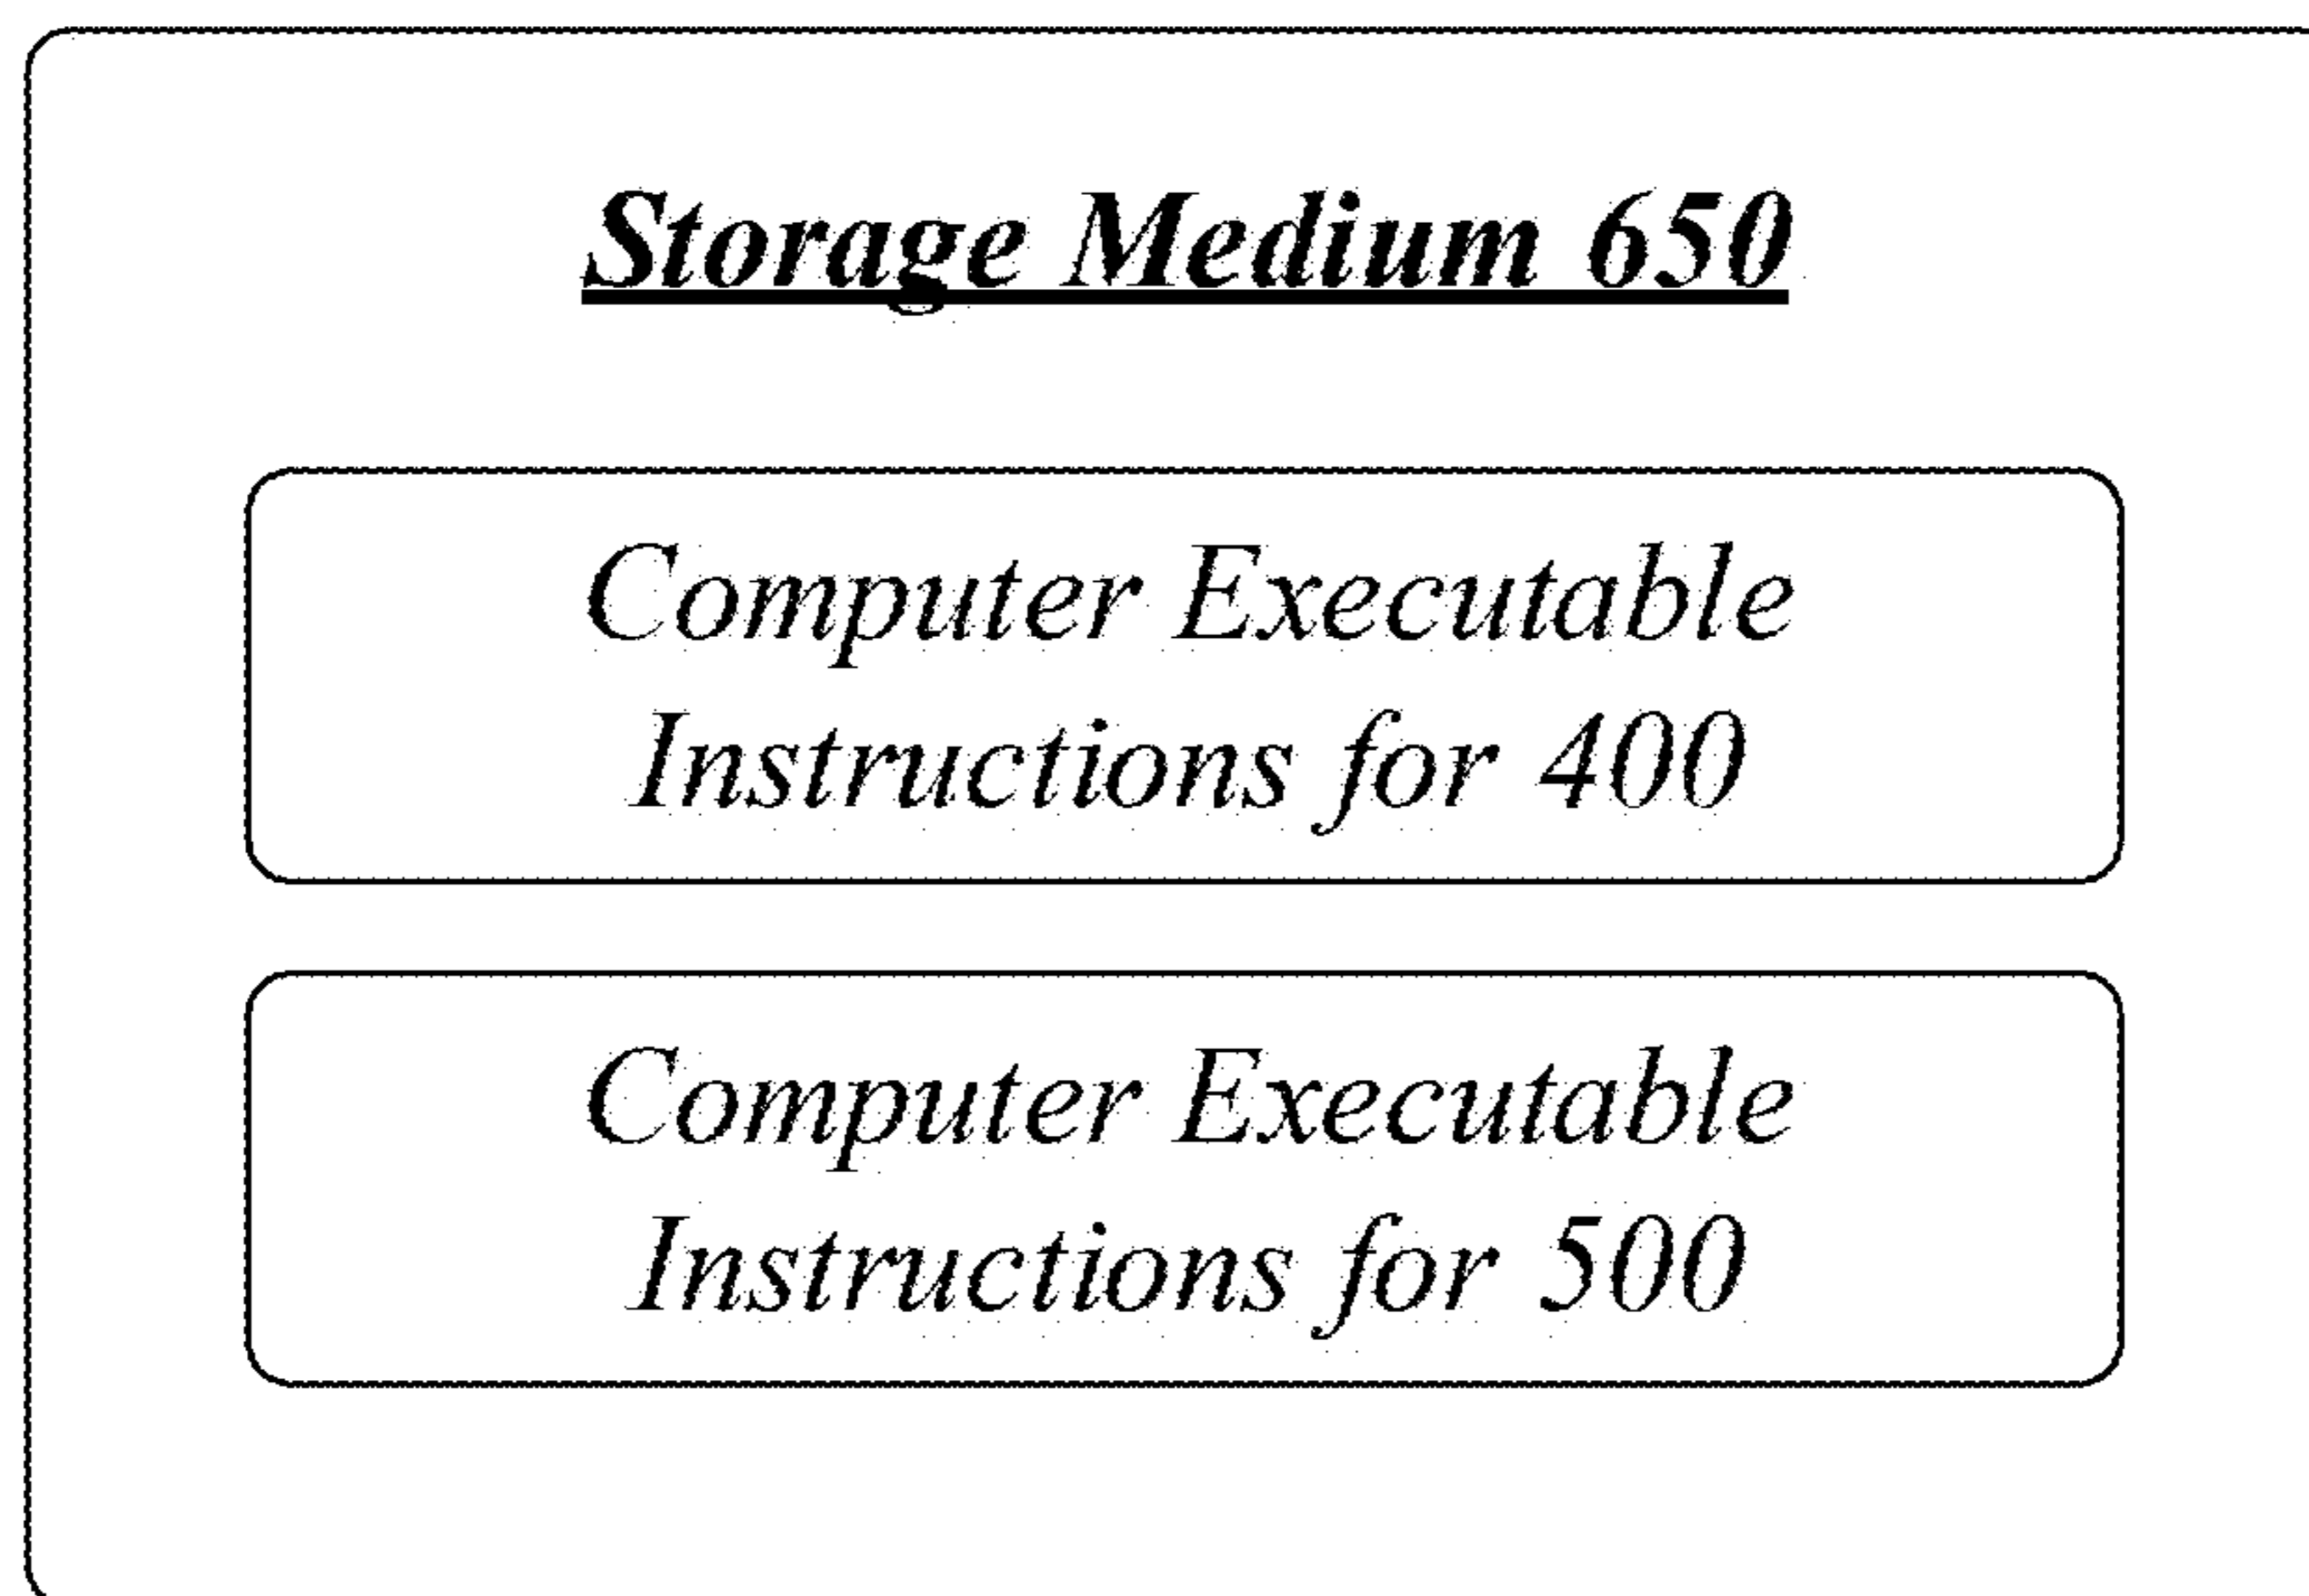 Storage Medium 650
Computer Executable
Instructions for 400
Computer Executable
Instructions for 500